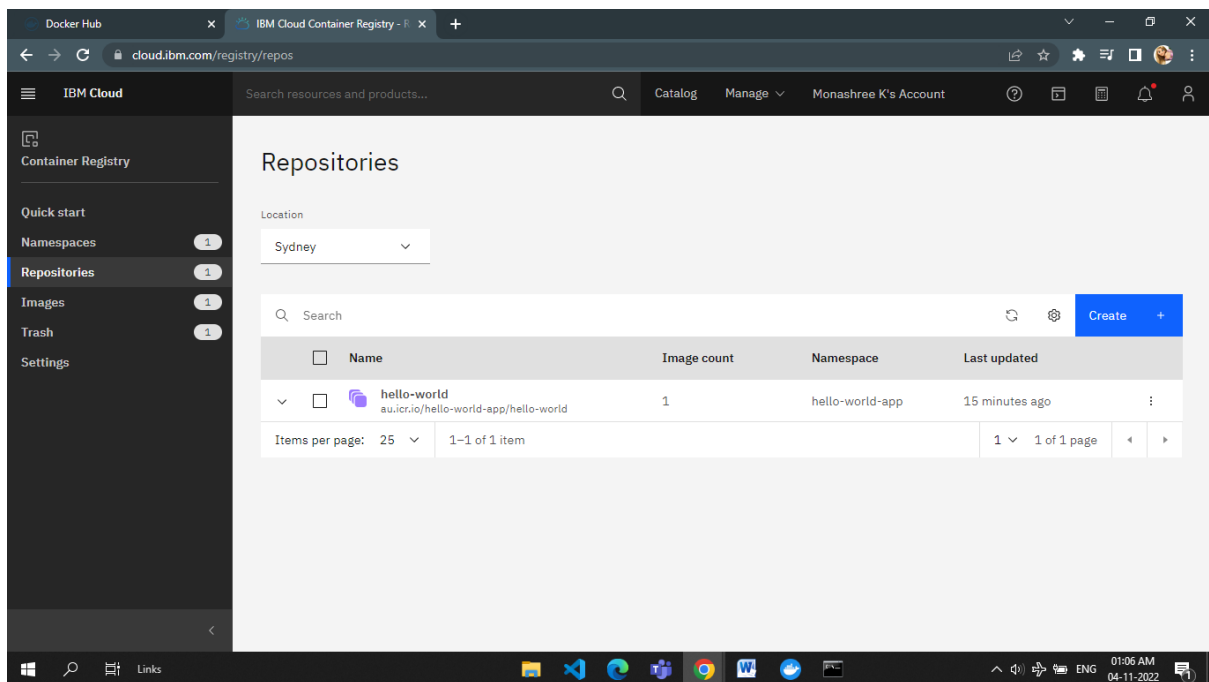 Docker Hub
IBM Cloud Container Registry - R
cloud.ibm.com/registry/repos
IBM Cloud
Search resources and products...
Catalog
Manage
Monashree K's Account
Container Registry
Quick start
Namespaces 1
Repositories 1
Images 1
Trash 1
Settings
Repositories
Location
Sydney
Search
Create +
Name Image count Namespace Last updated
hello-world
au.icr.io/hello-world-app/hello-world
1 hello-world-app 15 minutes ago
Items per page: 25 1–1 of 1 item 1 1 of 1 page
Links
ENG
01:06 AM
04-11-2022
1